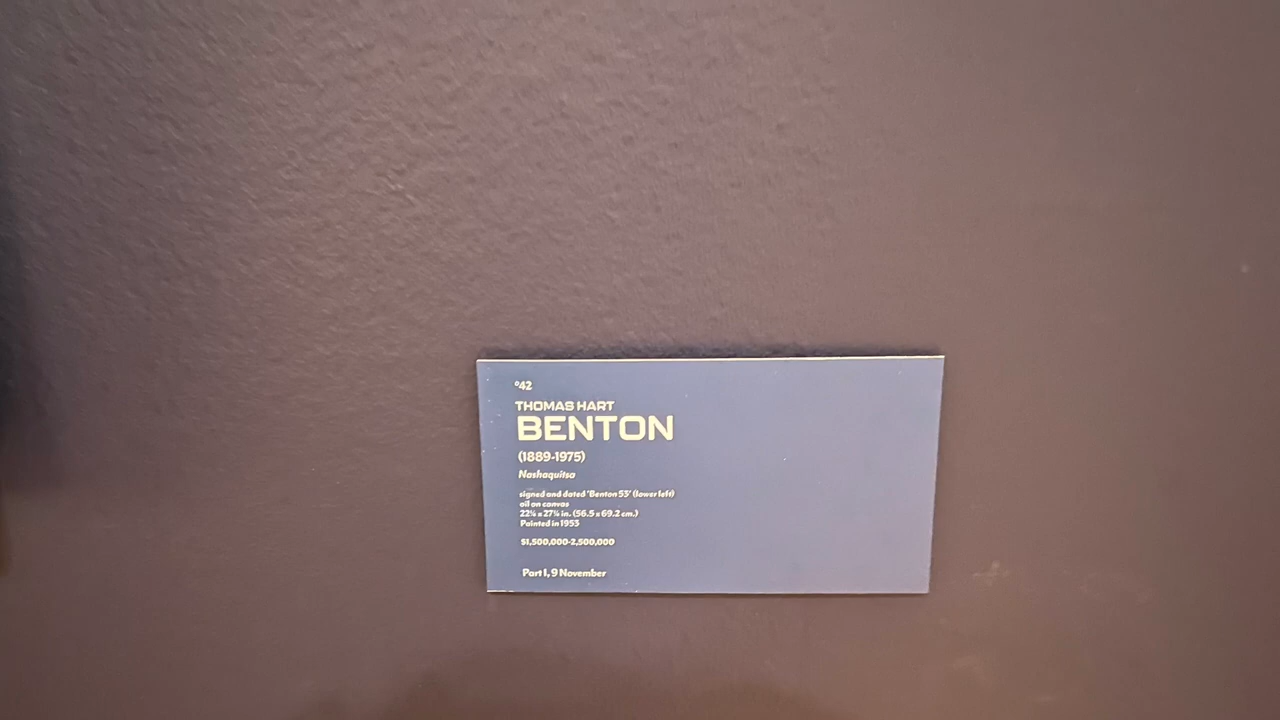 °42
THOMAS HART
BENTON
(1889-1975)
Nashaquitsa
signed and dated 'Benton 53' (lower left)
oil on canvas
22¼ x 27¼ in. (56.5 x 69.2 cm.)
Painted in 1953
$1,500,000-2,500,000
Part I, 9 November